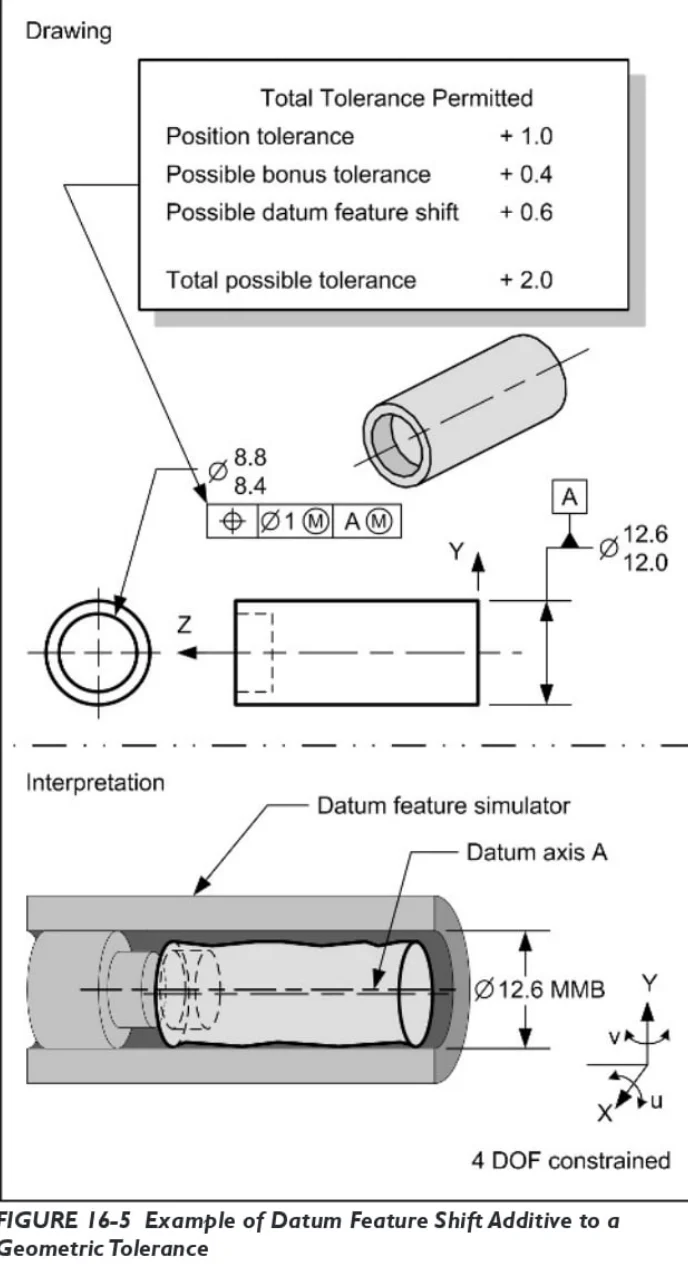 Drawing
Total Tolerance Permitted
Position tolerance + 1.0
Possible bonus tolerance + 0.4
Possible datum feature shift + 0.6
Total possible tolerance + 2.0
8.8
Ø
8.4
⌖ Ø1 Ⓜ A Ⓜ
A
12.6
Ø
12.0
Y
Z
Interpretation
Datum feature simulator
Datum axis A
Ø12.6 MMB
Y
v
X
u
4 DOF constrained
FIGURE 16-5 Example of Datum Feature Shift Additive to a
Geometric Tolerance